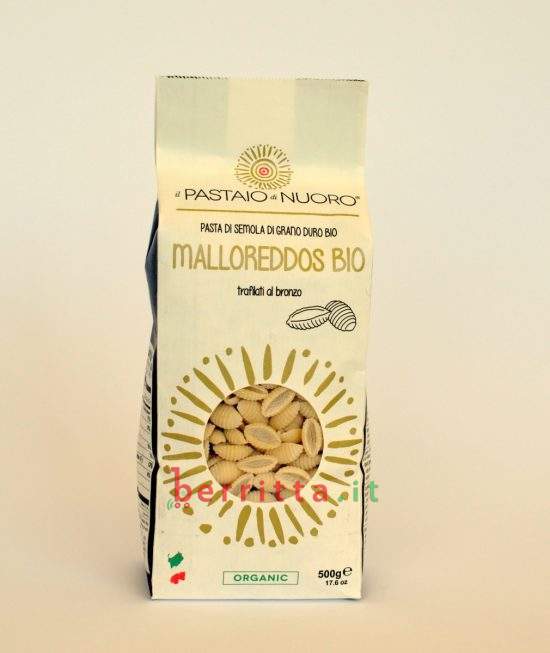 il PASTAIO di NUORO®
PASTA DI SEMOLA DI GRANO DURO BIO
MALLOREDDOS BIO
trafilati al bronzo
berritta.it
ORGANIC
500g℮
17.6 oz